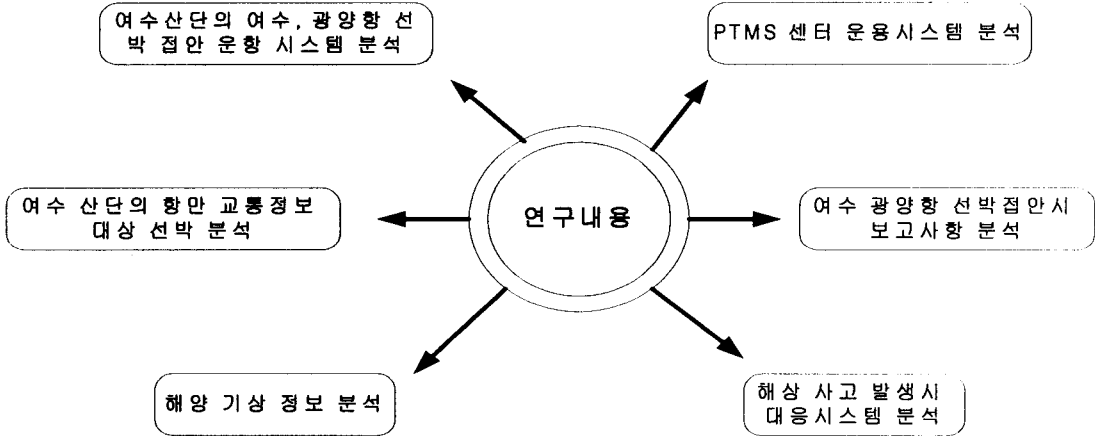 여수산단의 여수, 광양항 선
박 접안 운항 시스템 분석
PTMS 센터 운용시스템 분석
여수 산단의 항만 교통정보
대상 선박 분석
연구내용
여수 광양항 선박접안시
보고사항 분석
해양 기상 정보 분석
해상 사고 발생시
대응시스템 분석